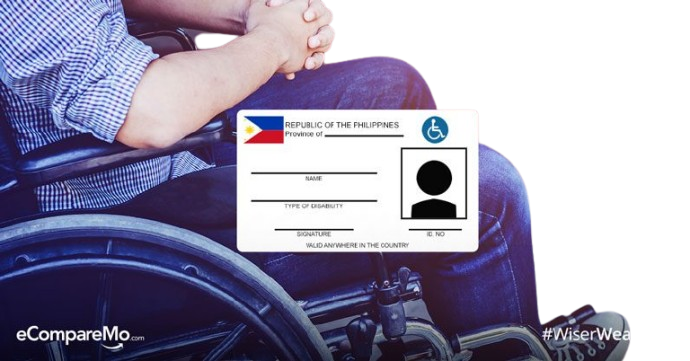 REPUBLIC OF THE PHILIPPINES
Province of
NAME
TYPE OF DISABILITY
SIGNATURE
ID. NO
VALID ANYWHERE IN THE COUNTRY
eCompareMo.com